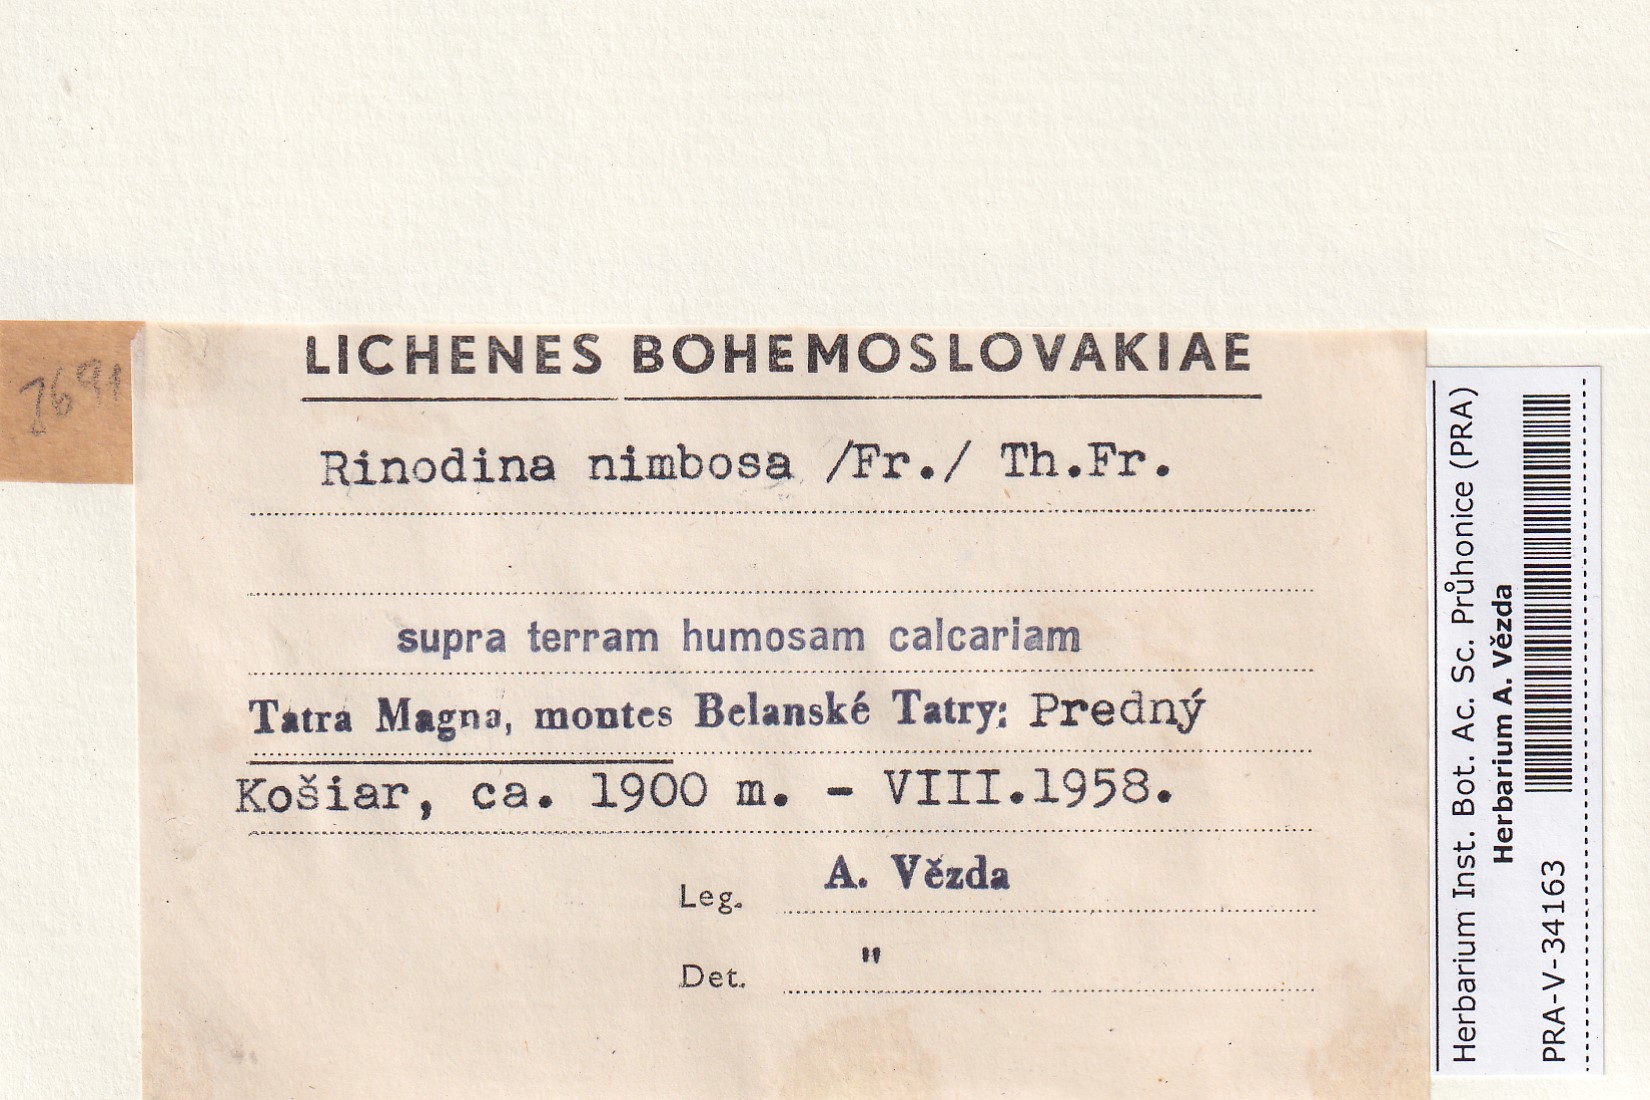 LICHENES BOHEMOSLOVAKIAE
Rinodina nimbosa /Fr./ Th.Fr.
supra terram humosam calcariam
Tatra Magna, montes Belanské Tatry: Predný
Košiar, ca. 1900 m. - VIII.1958.
Leg. A. Vězda
Det. "
Herbarium Inst. Bot. Ac. Sc. Průhonice (PRA)
Herbarium A. Vězda
PRA-V-34163